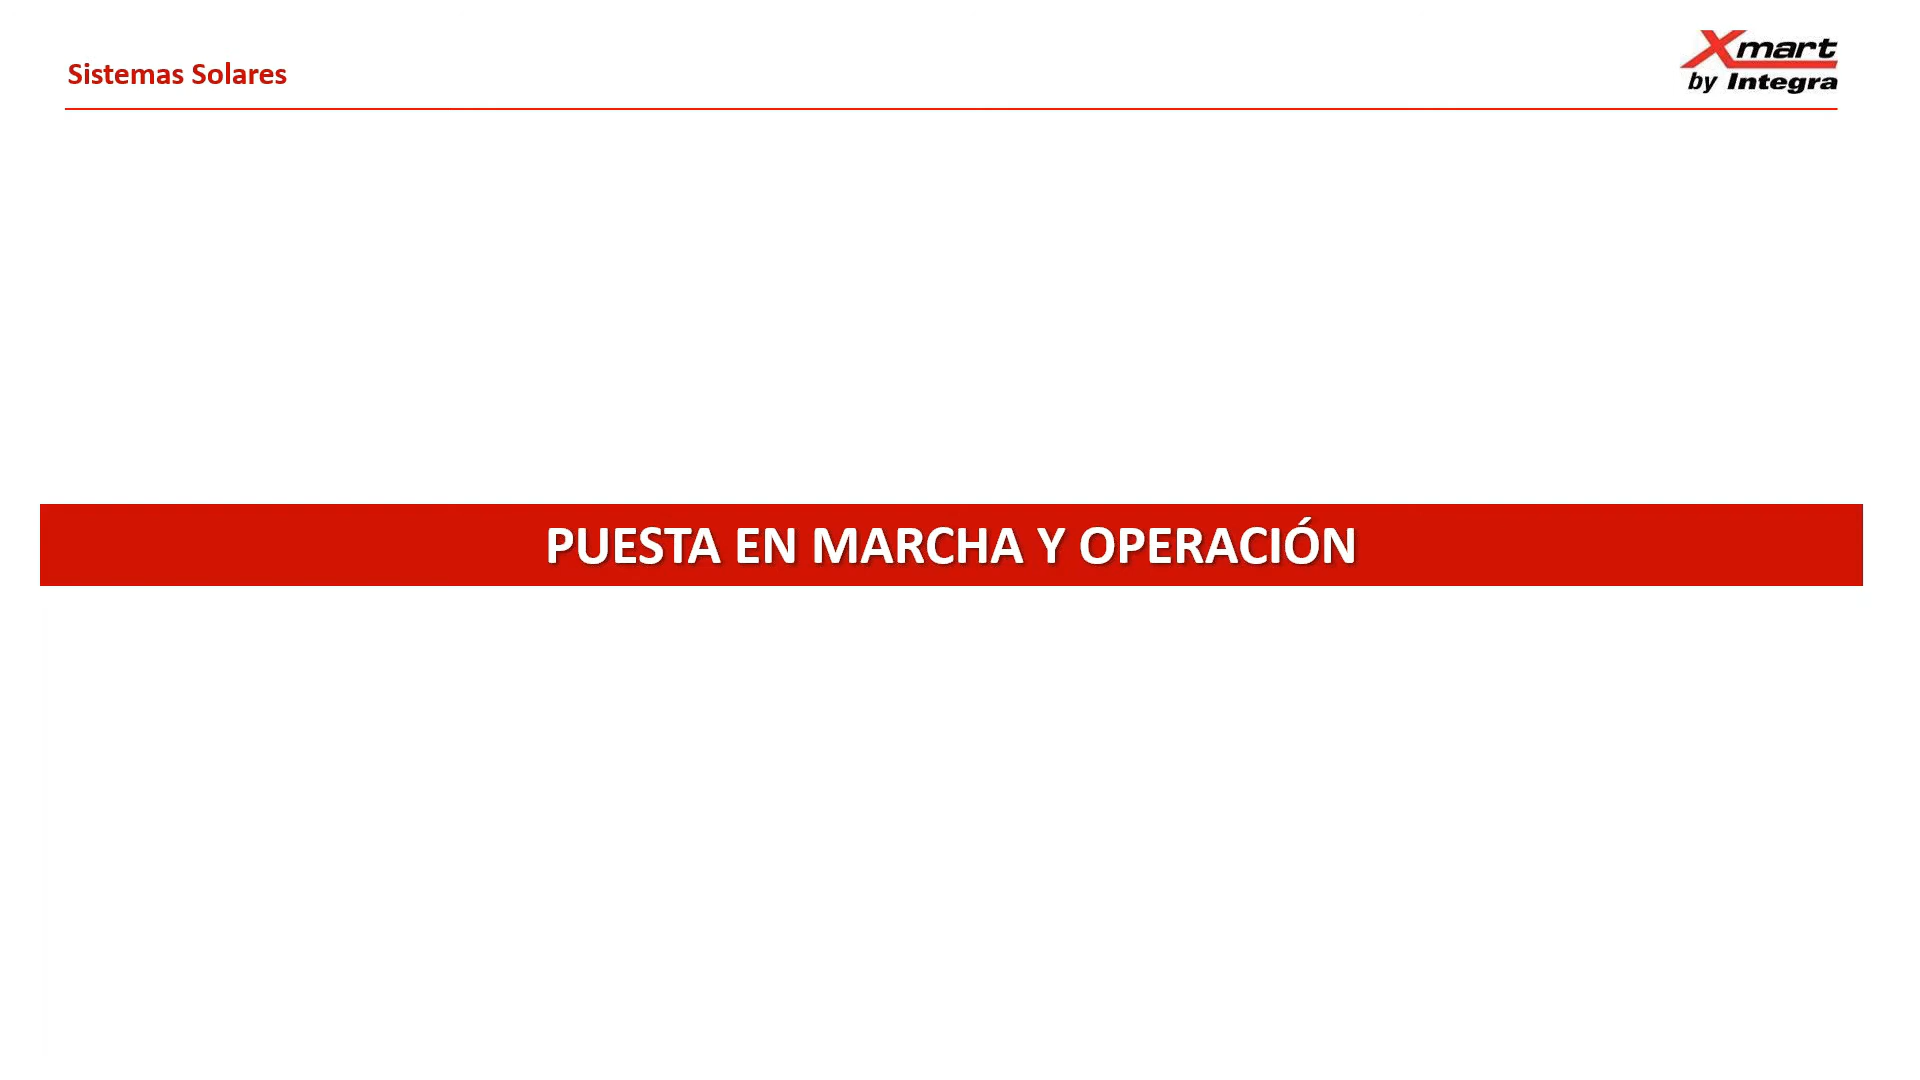 Sistemas Solares
Xmart
by Integra
PUESTA EN MARCHA Y OPERACIÓN